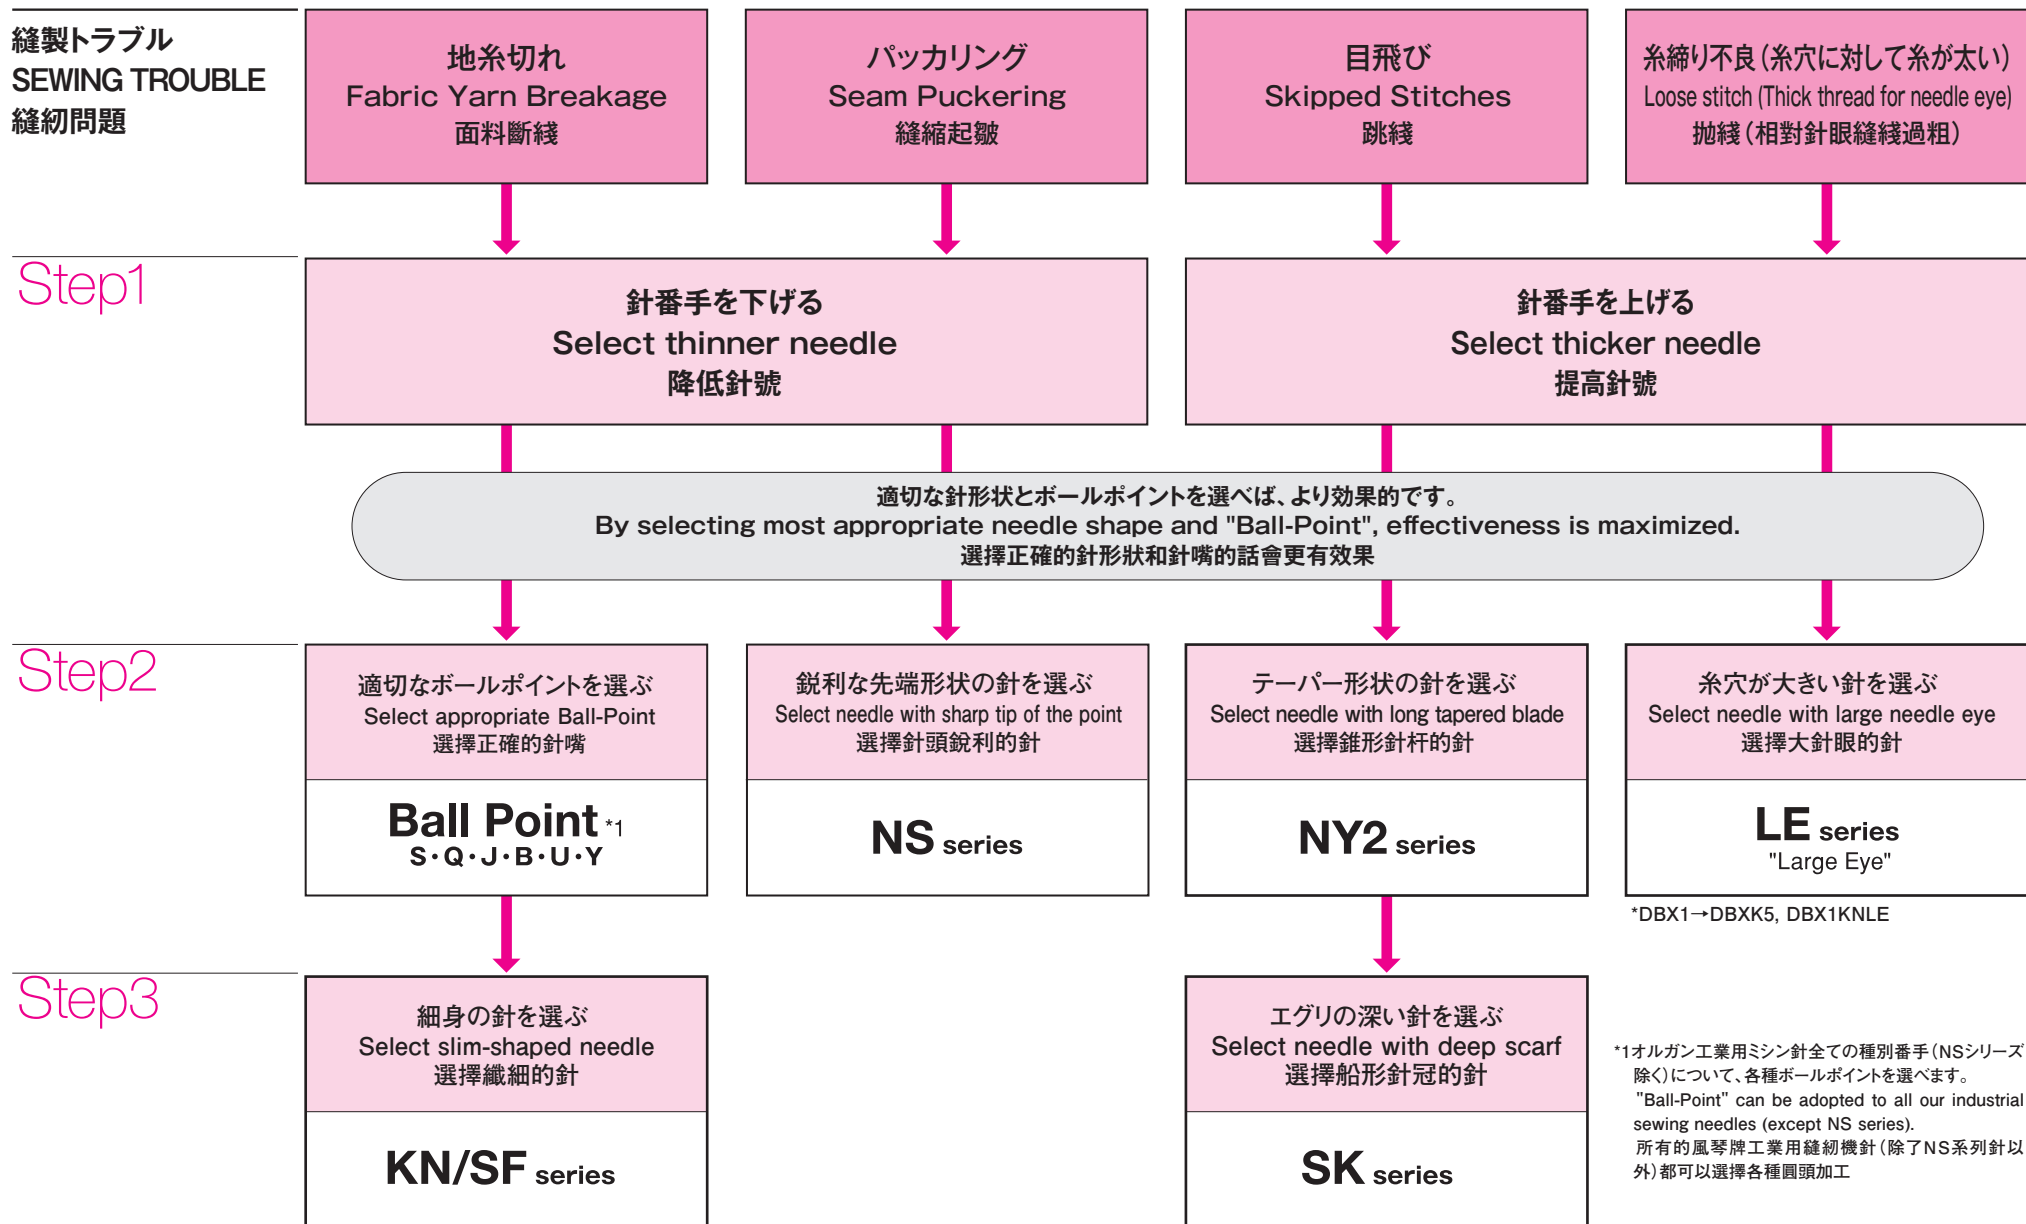 縫製トラブル
SEWING TROUBLE
縫紉問題
地糸切れ
Fabric Yarn Breakage
面料斷綫
パッカリング
Seam Puckering
縫縮起皺
目飛び
Skipped Stitches
跳綫
糸締り不良（糸穴に対して糸が太い）
Loose stitch (Thick thread for needle eye)
抛綫（相對針眼縫綫過粗）
Step1
針番手を下げる
Select thinner needle
降低針號
針番手を上げる
Select thicker needle
提高針號
適切な針形状とボールポイントを選べば、より効果的です。
By selecting most appropriate needle shape and "Ball-Point", effectiveness is maximized.
選擇正確的針形狀和針嘴的話會更有效果
Step2
適切なボールポイントを選ぶ
Select appropriate Ball-Point
選擇正確的針嘴
Ball Point *1
S・Q・J・B・U・Y
鋭利な先端形状の針を選ぶ
Select needle with sharp tip of the point
選擇針頭銳利的針
NS series
テーパー形状の針を選ぶ
Select needle with long tapered blade
選擇錐形針杆的針
NY2 series
糸穴が大きい針を選ぶ
Select needle with large needle eye
選擇大針眼的針
LE series
"Large Eye"
*DBX1→DBXK5, DBX1KNLE
Step3
細身の針を選ぶ
Select slim-shaped needle
選擇纖細的針
KN/SF series
エグリの深い針を選ぶ
Select needle with deep scarf
選擇船形針冠的針
SK series
*1オルガン工業用ミシン針全ての種別番手（NSシリーズ
除く）について、各種ボールポイントを選べます。
"Ball-Point" can be adopted to all our industrial
sewing needles (except NS series).
所有的風琴牌工業用縫紉機針（除了NS系列針以
外）都可以選擇各種圓頭加工